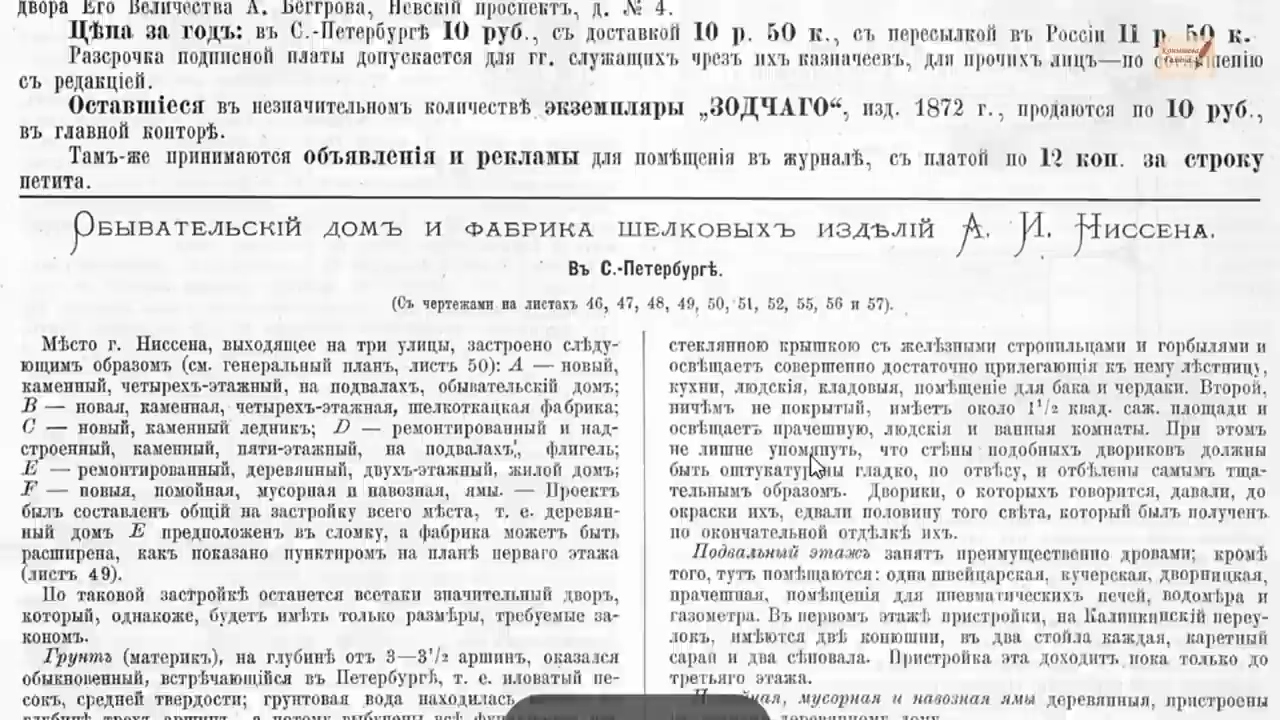 двора Его Величества А. Беггрова, Невскій проспектъ, д. № 4.
Цѣна за годъ: въ С.-Петербургѣ 10 руб., съ доставкой 10 р. 50 к., съ пересылкой въ Россіи 11 р. 50 к.
Разсрочка подписной платы допускается для гг. служащихъ чрезъ ихъ казначеевъ, для прочихъ лицъ—по
съ редакціей.
Оставшіеся въ незначительномъ количествѣ экземпляры „ЗОДЧАГО“, изд. 1872 г., продаются по 10 руб.,
въ главной конторѣ.
Тамъ-же принимаются объявленія и рекламы для помѣщенія въ журналѣ, съ платой по 12 коп. за строку
петита.
Обывательскій домъ и фабрика шелковыхъ издѣлій А. И. Ниссена.
Въ С.-Петербургѣ.
(Съ чертежами на листахъ 46, 47, 48, 49, 50, 51, 52, 55, 56 и 57).
Мѣсто г. Ниссена, выходящее на три улицы, застроено слѣду-
ющимъ образомъ (см. генеральный планъ, листъ 50): A — новый,
каменный, четырехъ-этажный, на подвалахъ, обывательскій домъ;
B — новая, каменная, четырехъ-этажная, шелкоткацкая фабрика;
C — новый, каменный ледникъ; D — ремонтированный и над-
строенный, каменный, пяти-этажный, на подвалахъ, флигель;
E — ремонтированный, деревянный, двухъ-этажный, жилой домъ;
F — новыя, помойная, мусорная и навозная, ямы. — Проектъ
былъ составленъ общій на застройку всего мѣста, т. е. деревян-
ный домъ E предположенъ въ сломку, а фабрика можетъ быть
расширена, какъ показано пунктиромъ на планѣ перваго этажа
(листъ 49).
По таковой застройкѣ останется всетаки значительный дворъ,
который, однакоже, будетъ имѣть только размѣры, требуемые за-
кономъ.
Грунтъ (материкъ), на глубинѣ отъ 3—3¹/₂ аршинъ, оказался
обыкновенный, встрѣчающійся въ Петербургѣ, т. е. иловатый пе-
сокъ, средней твердости; грунтовая вода находилась
глубинѣ трехъ аршинъ, а потому выбучены всѣ
стеклянною крышкою съ желѣзными стропильцами и горбылями и
освѣщаетъ совершенно достаточно прилегающія къ нему лѣстницу,
кухни, людскія, кладовыя, помѣщеніе для бака и чердаки. Второй,
ничѣмъ не покрытый, имѣетъ около 1¹/₂ квад. саж. площади и
освѣщаетъ прачешную, людскія и ванныя комнаты. При этомъ
не лишне упомянуть, что стѣны подобныхъ двориковъ должны
быть оштукатурены гладко, по отвѣсу, и отбѣлены самымъ тща-
тельнымъ образомъ. Дворики, о которыхъ говорится, давали, до
окраски ихъ, едвали половину того свѣта, который былъ полученъ
по окончательной отдѣлкѣ ихъ.
Подвальный этажъ занятъ преимущественно дровами; кромѣ
того, тутъ помѣщаются: одна швейцарская, кучерская, дворницкая,
прачешная, помѣщенія для пневматическихъ печей, водомѣра и
газометра. Въ первомъ этажѣ пристройки, на Калинкинскій переу-
локъ, имѣются двѣ конюшни, въ два стойла каждая, каретный
сарай и два сѣновала. Пристройка эта доходитъ пока только до
третьяго этажа.
мусорная и навозная ямы деревянныя, пристроены
деревянному дому.